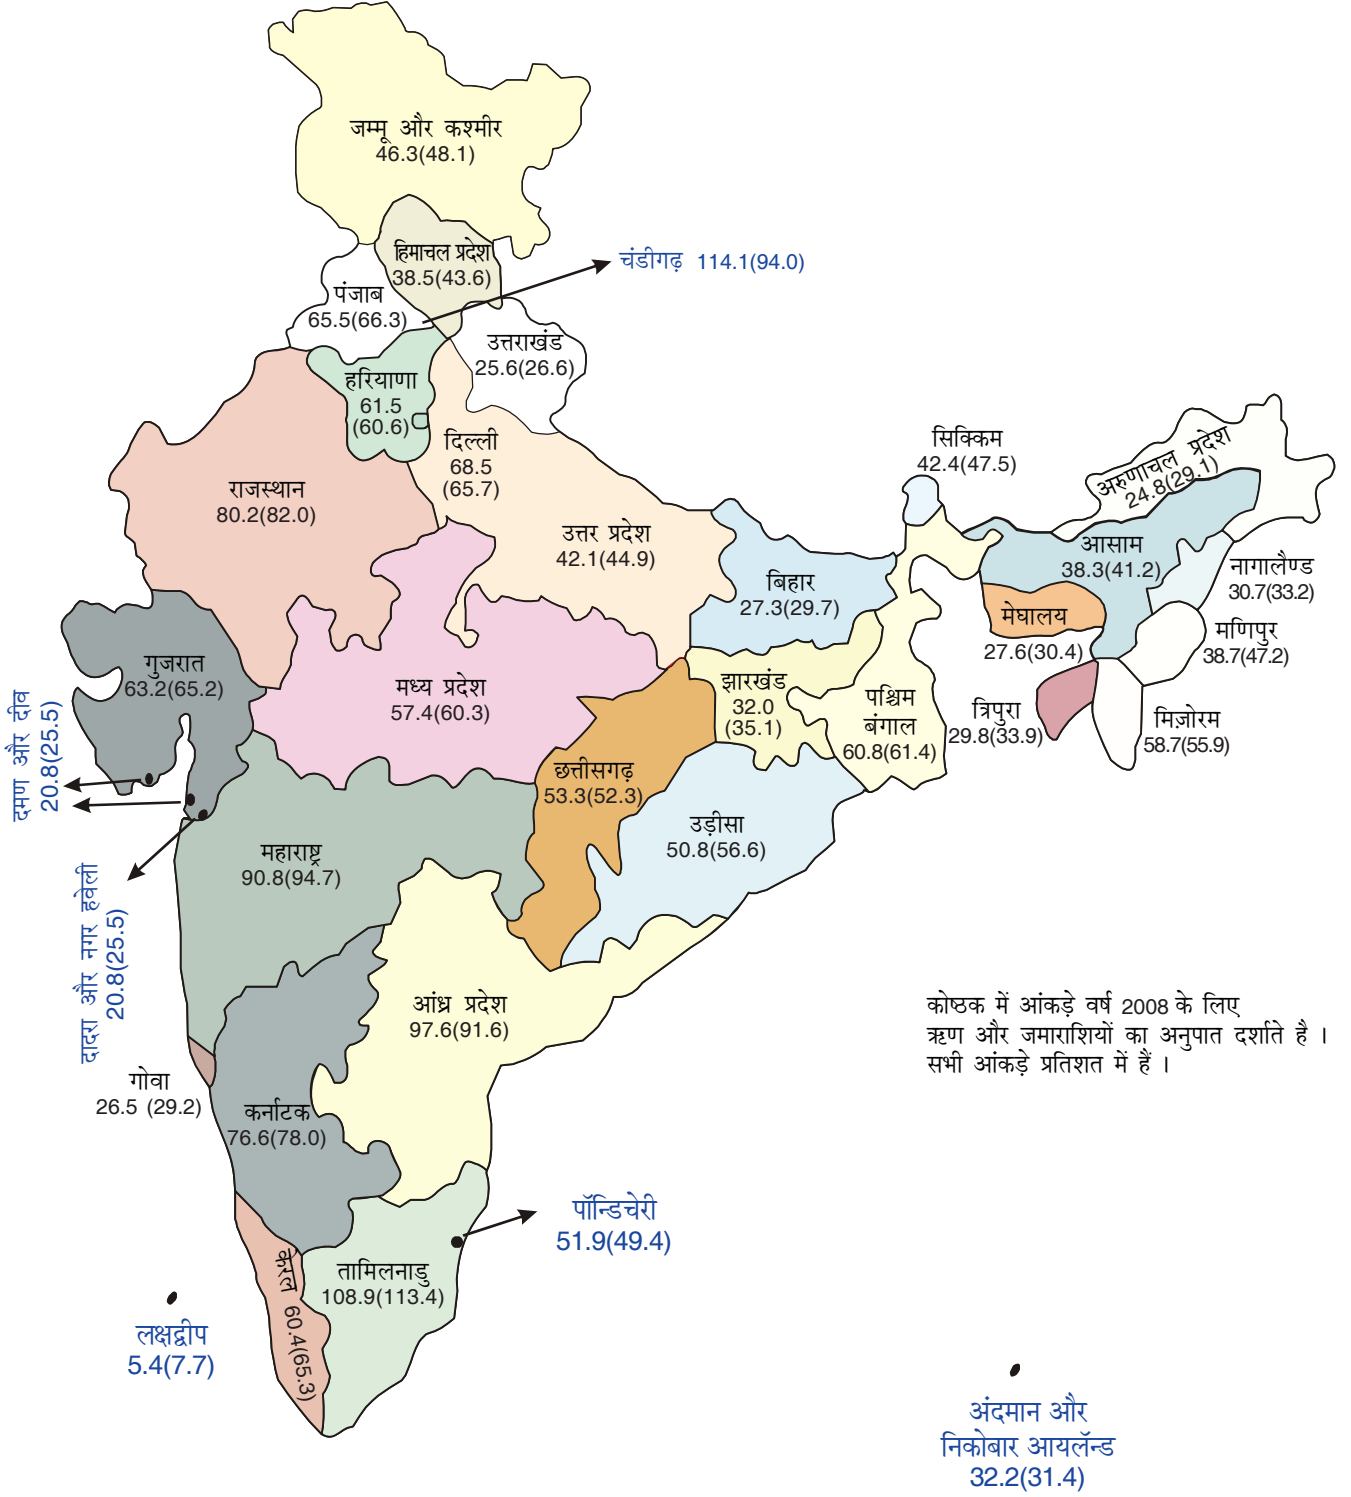 जम्मू और कश्मीर
46.3(48.1)
हिमाचल प्रदेश
38.5(43.6)
चंडीगढ़ 114.1(94.0)
पंजाब
65.5(66.3)
उत्तराखंड
25.6(26.6)
हरियाणा
61.5
(60.6)
दिल्ली
68.5
(65.7)
सिक्किम
42.4(47.5)
अरुणाचल प्रदेश
24.8(29.1)
राजस्थान
80.2(82.0)
उत्तर प्रदेश
42.1(44.9)
बिहार
27.3(29.7)
आसाम
38.3(41.2)
नागालैण्ड
30.7(33.2)
मेघालय
27.6(30.4)
मणिपुर
38.7(47.2)
गुजरात
63.2(65.2)
मध्य प्रदेश
57.4(60.3)
झारखंड
32.0
(35.1)
पश्चिम
बंगाल
60.8(61.4)
त्रिपुरा
29.8(33.9)
मिज़ोरम
58.7(55.9)
दमण और दीव
20.8(25.5)
छत्तीसगढ़
53.3(52.3)
उड़ीसा
50.8(56.6)
महाराष्ट्र
90.8(94.7)
दादरा और नगर हवेली
20.8(25.5)
आंध्र प्रदेश
97.6(91.6)
कोष्ठक में आंकड़े वर्ष 2008 के लिए
ऋण और जमाराशियों का अनुपात दर्शाते है ।
सभी आंकड़े प्रतिशत में हैं ।
गोवा
26.5 (29.2)
कर्नाटक
76.6(78.0)
पॉन्डिचेरी
51.9(49.4)
केरल 60.4(65.3)
तामिलनाडु
108.9(113.4)
लक्षद्वीप
5.4(7.7)
अंदमान और
निकोबार आयलॅन्ड
32.2(31.4)